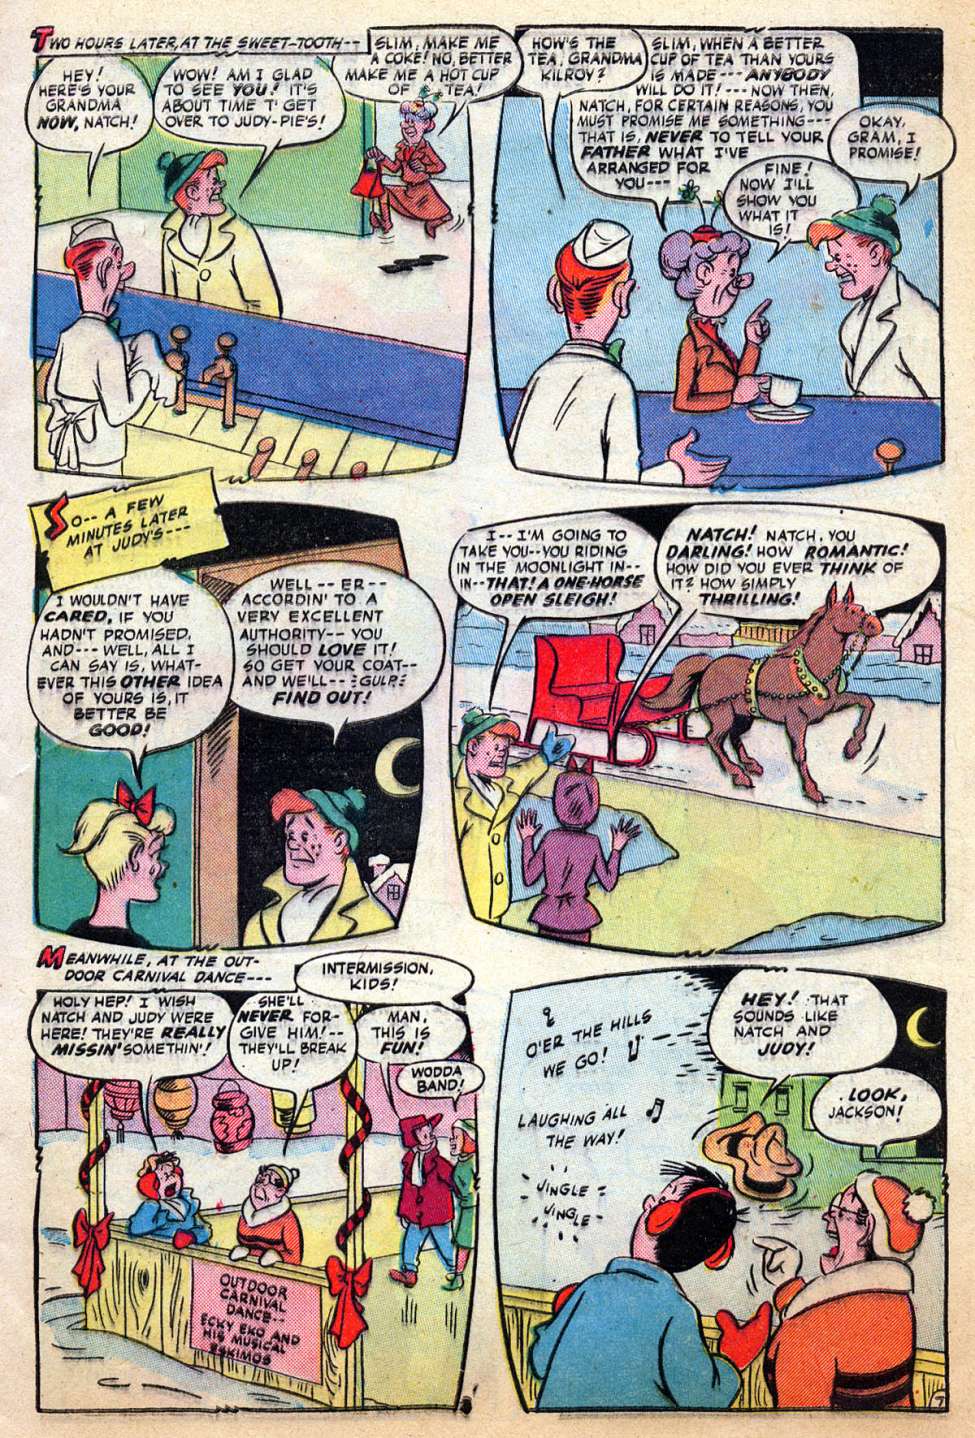 TWO HOURS LATER, AT THE SWEET-TOOTH--
HEY!
HERE'S YOUR
GRANDMA
NOW, NATCH!
WOW! AM I GLAD
TO SEE YOU! IT'S
ABOUT TIME T' GET
OVER TO JUDY-PIE'S!
SLIM, MAKE ME
A COKE! NO, BETTER
MAKE ME A HOT CUP
OF TEA!
HOW'S THE
TEA, GRANDMA
KILROY?
SLIM, WHEN A BETTER
CUP OF TEA THAN YOURS
IS MADE--- ANYBODY
WILL DO IT!--- NOW THEN,
NATCH, FOR CERTAIN REASONS, YOU
MUST PROMISE ME SOMETHING---
THAT IS, NEVER TO TELL YOUR
FATHER WHAT I'VE
ARRANGED FOR
YOU---
FINE!
NOW I'LL
SHOW YOU
WHAT IT
IS!
OKAY,
GRAM, I
PROMISE!
SO-- A FEW
MINUTES LATER
AT JUDY'S---
I WOULDN'T HAVE
CARED, IF YOU
HADN'T PROMISED,
AND--- WELL, ALL I
CAN SAY IS, WHAT-
EVER THIS OTHER IDEA
OF YOURS IS, IT
BETTER BE
GOOD!
WELL -- ER--
ACCORDIN' TO A
VERY EXCELLENT
AUTHORITY-- YOU
SHOULD LOVE IT!
SO GET YOUR COAT--
AND WE'LL-- GULP
FIND OUT!
I-- I'M GOING TO
TAKE YOU--YOU RIDING
IN THE MOONLIGHT IN--
IN--THAT! A ONE-HORSE
OPEN SLEIGH!
NATCH! NATCH, YOU
DARLING! HOW ROMANTIC!
HOW DID YOU EVER THINK OF
IT? HOW SIMPLY
THRILLING!
MEANWHILE, AT THE OUT-
DOOR CARNIVAL DANCE---
HOLY HEP! I WISH
NATCH AND JUDY WERE
HERE! THEY'RE REALLY
MISSIN' SOMETHIN'!
SHE'LL
NEVER FOR-
GIVE HIM!--
THEY'LL BREAK
UP!
INTERMISSION,
KIDS!
MAN,
THIS IS
FUN!
WODDA
BAND!
OUTDOOR
CARNIVAL
DANCE--
ECKY EKO AND
HIS MUSICAL
ESKIMOS
O'ER THE HILLS
WE GO!
LAUGHING ALL
THE WAY!
JINGLE
JINGLE
HEY! THAT
SOUNDS LIKE
NATCH AND
JUDY!
LOOK,
JACKSON!
7